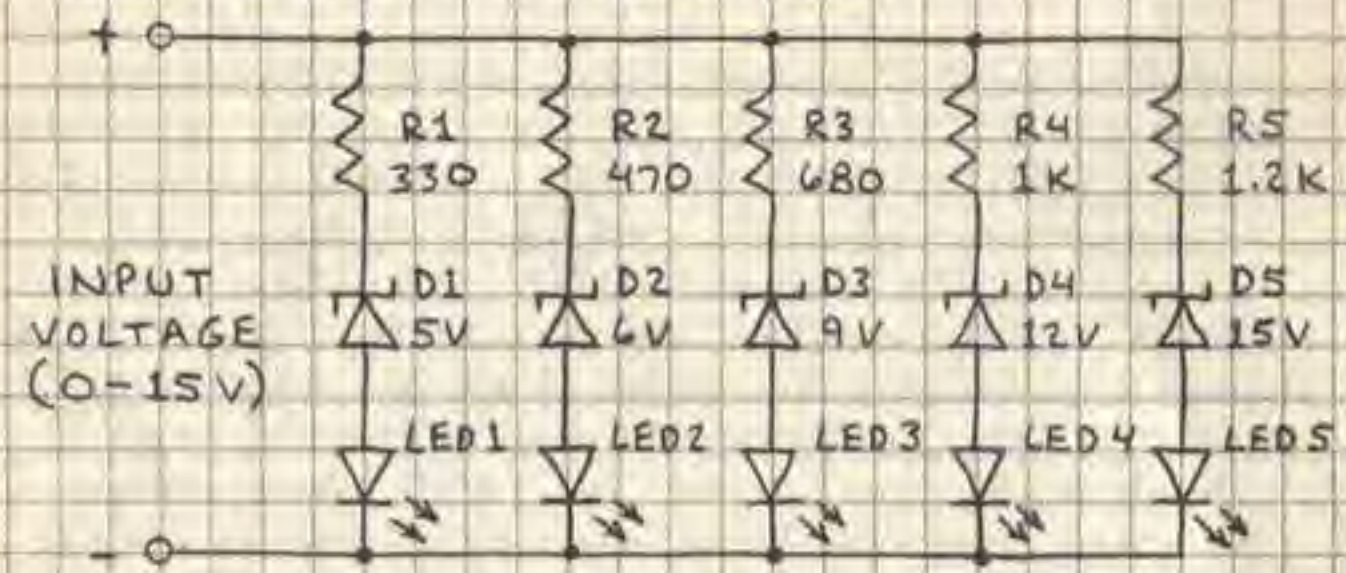 +
R1 R2 R3 R4 R5
330 470 680 1K 1.2K
INPUT D1 D2 D3 D4 D5
VOLTAGE 5V 6V 9V 12V 15V
(0-15V)
LED1 LED2 LED3 LED4 LED5
-